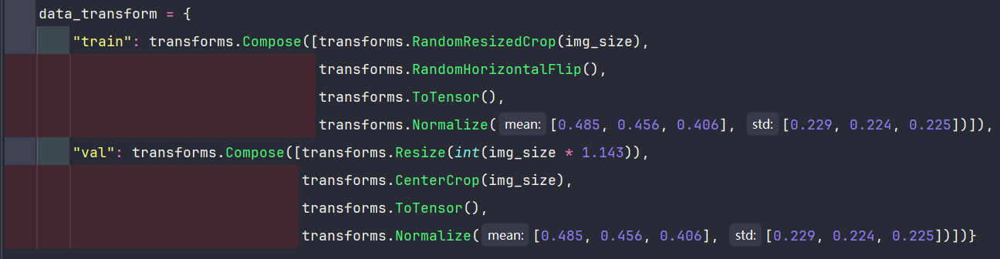 data_transform = {
"train": transforms.Compose([transforms.RandomResizedCrop(img_size),
transforms.RandomHorizontalFlip(),
transforms.ToTensor(),
transforms.Normalize( mean: [0.485, 0.456, 0.406], std: [0.229, 0.224, 0.225])]),
"val": transforms.Compose([transforms.Resize(int(img_size * 1.143)),
transforms.CenterCrop(img_size),
transforms.ToTensor(),
transforms.Normalize( mean: [0.485, 0.456, 0.406], std: [0.229, 0.224, 0.225])])}